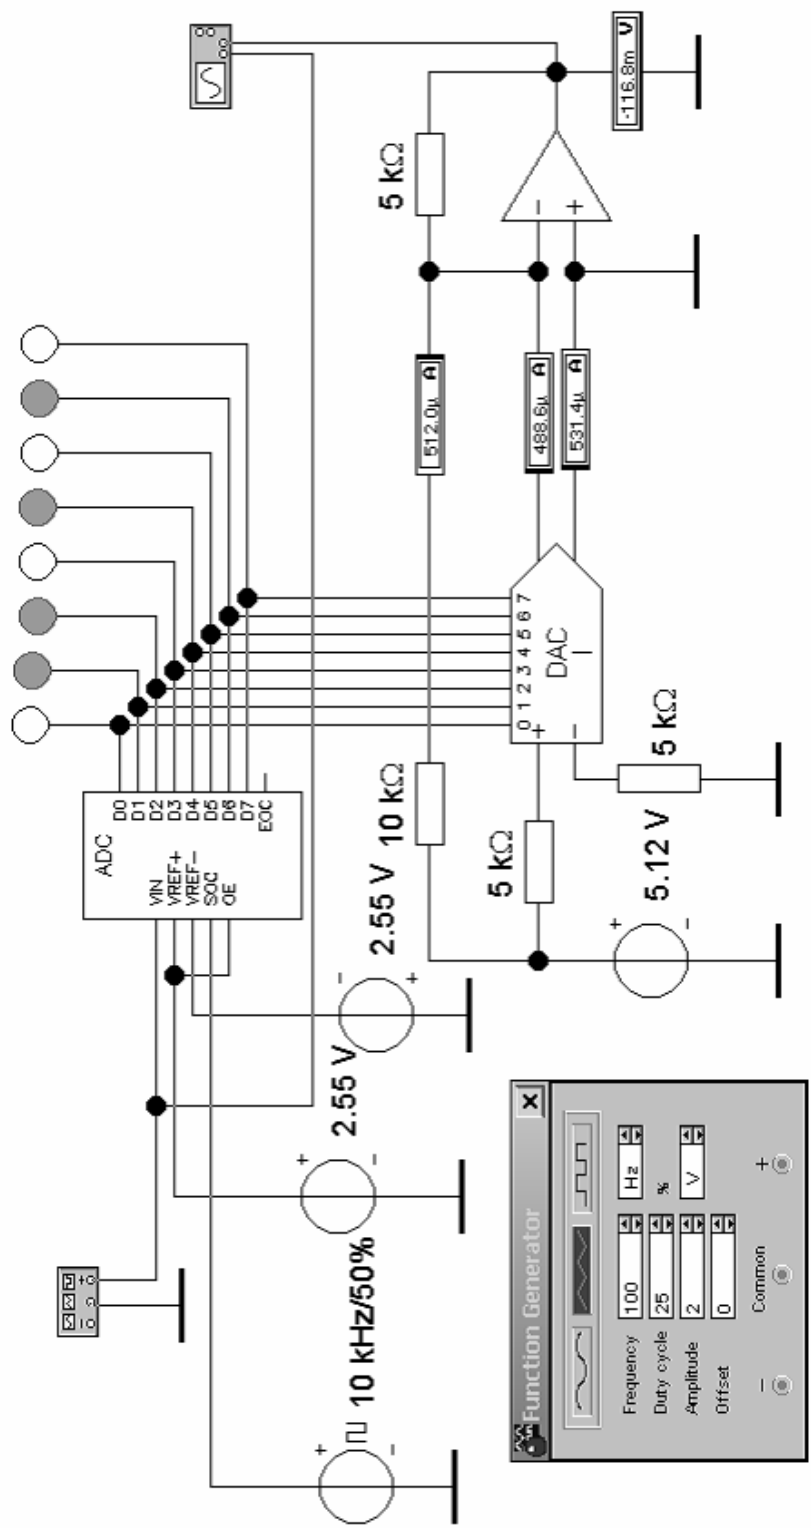 10 kHz/50%
2.55 V
2.55 V
ADC
VIN
VREF+
VREF−
SOC
OE
D0
D1
D2
D3
D4
D5
D6
D7
EOC
5.12 V
10 kΩ
5 kΩ
5 kΩ
0 1 2 3 4 5 6 7
+
−
DAC
I
512.0µ A
488.6µ A
531.4µ A
5 kΩ
−
+
-116.8m V
Function Generator
Frequency 100 Hz
Duty cycle 25 %
Amplitude 2 V
Offset 0
− Common +